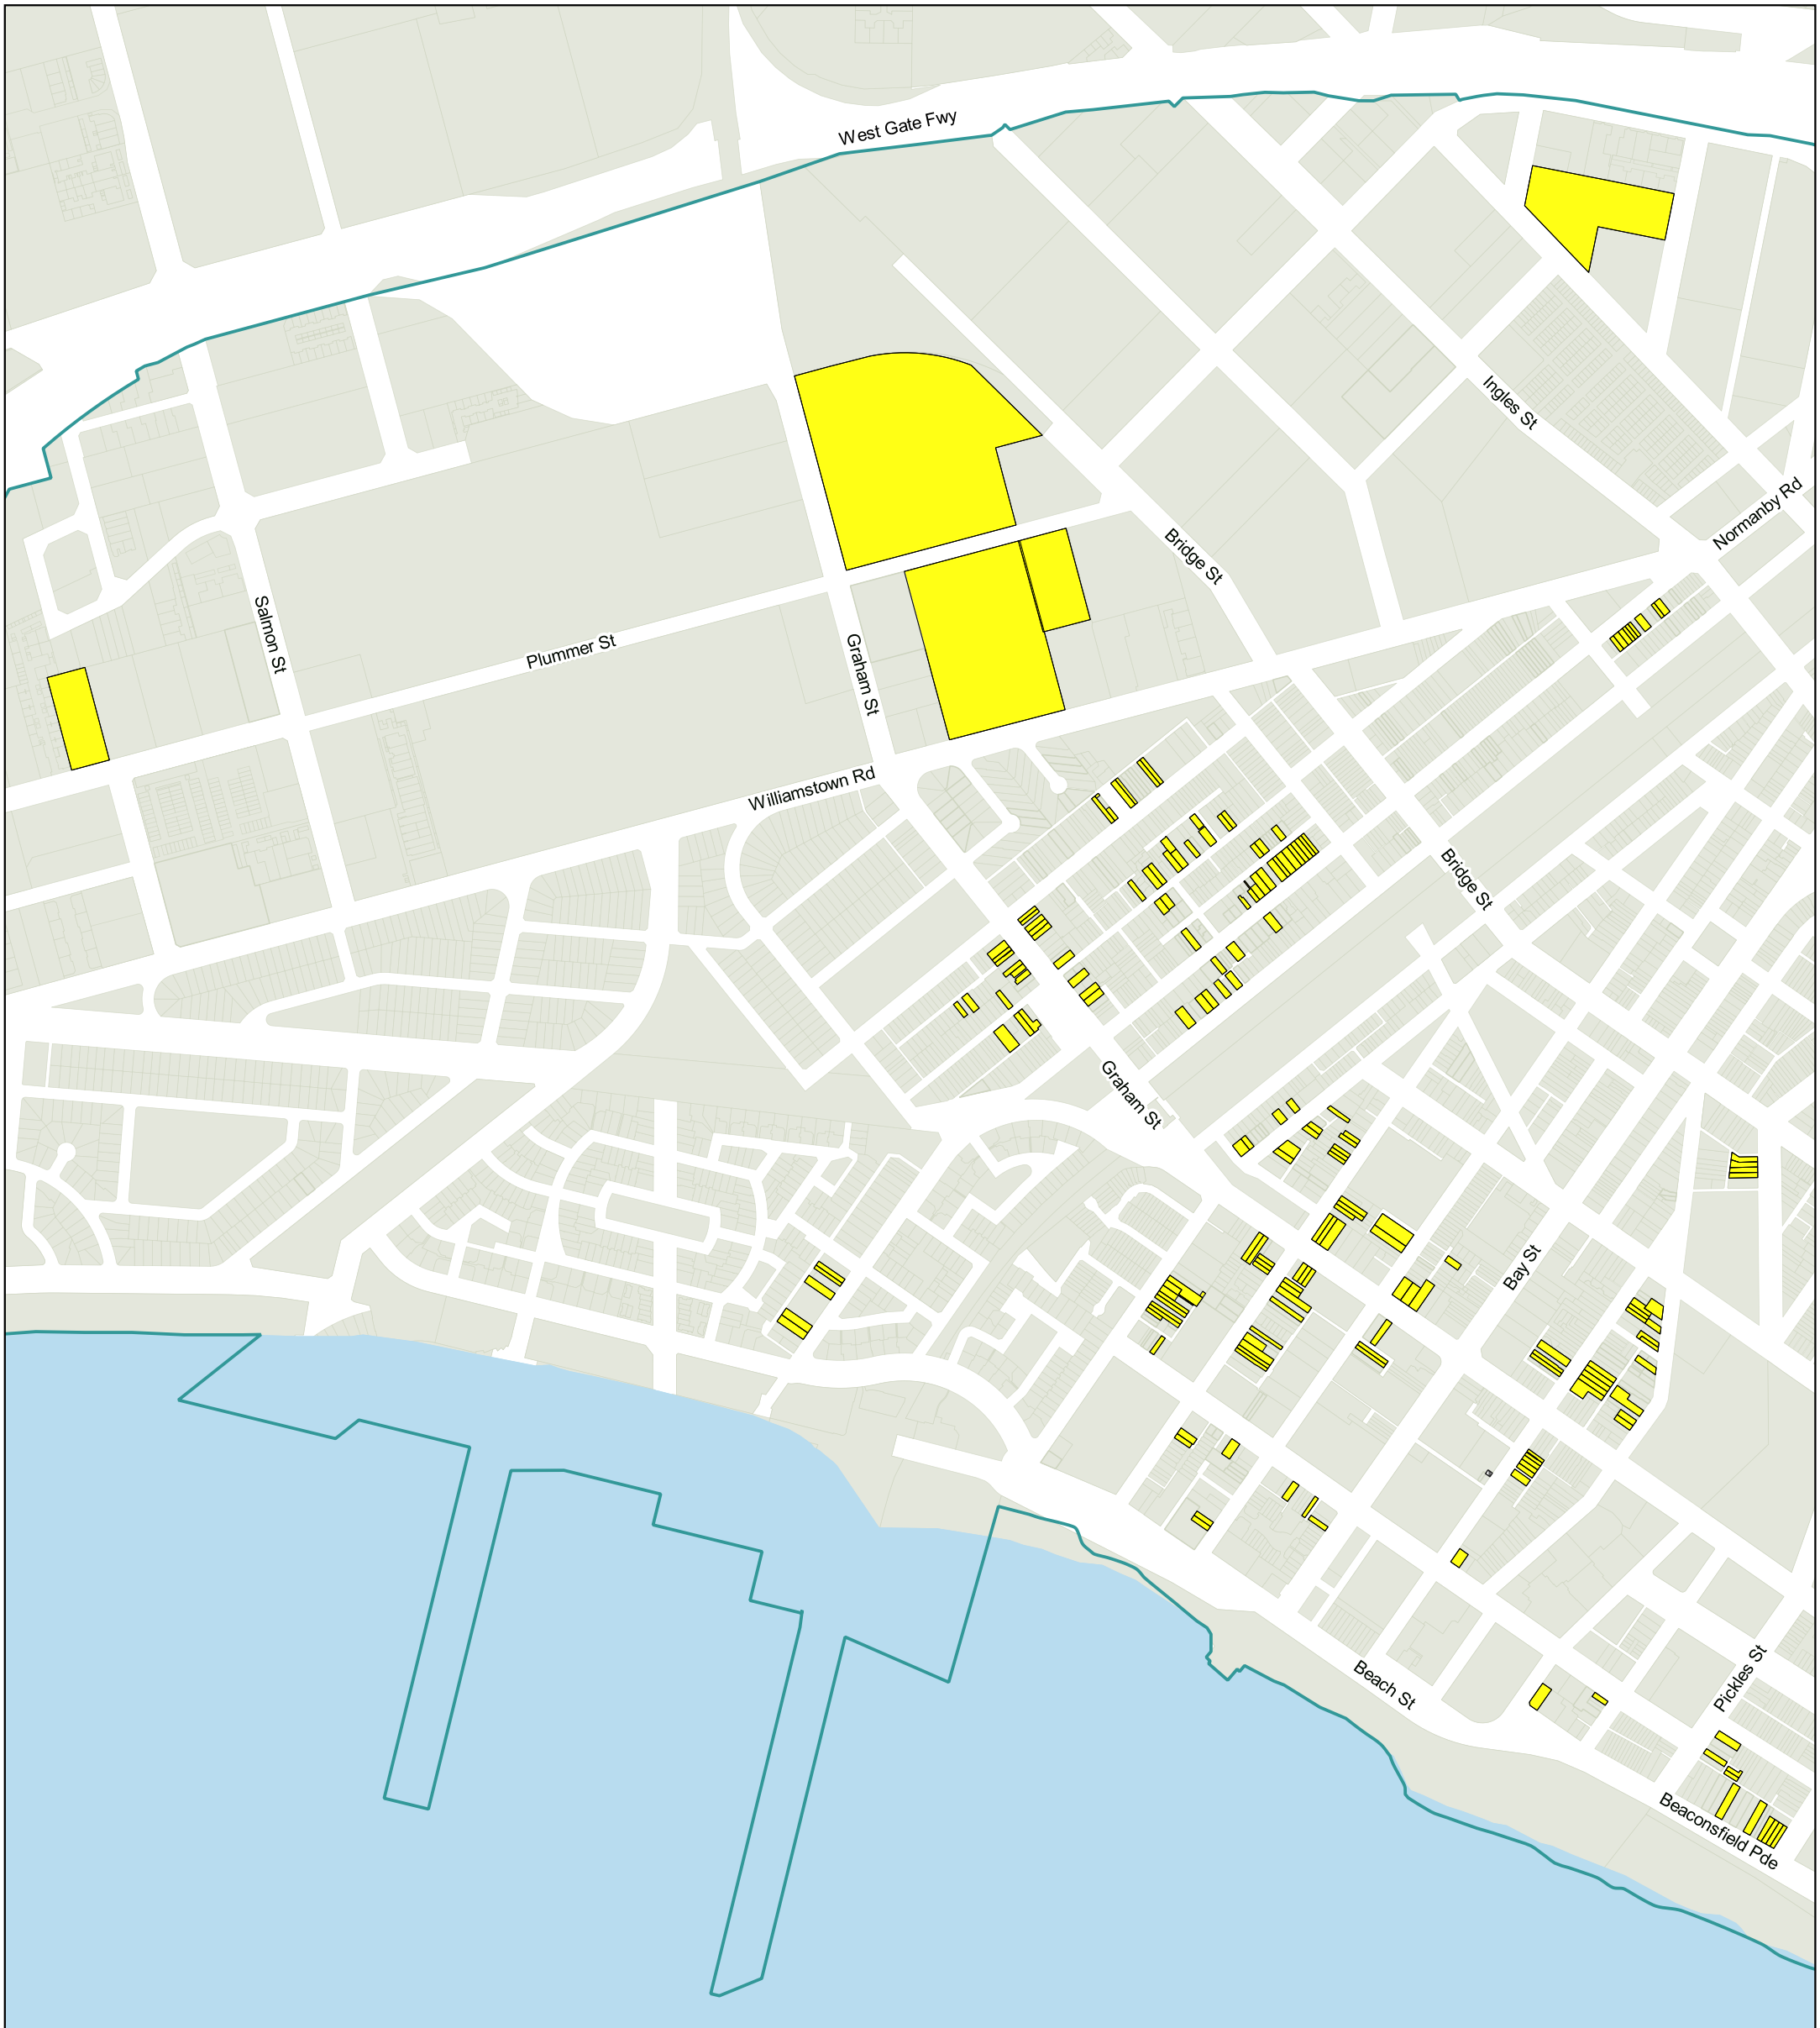 West Gate Fwy
Ingles St
Normanby Rd
Bridge St
Salmon St
Plummer St
Graham St
Williamstown Rd
Bridge St
Graham St
Bay St
Beach St
Pickles St
Beaconsfield Pde